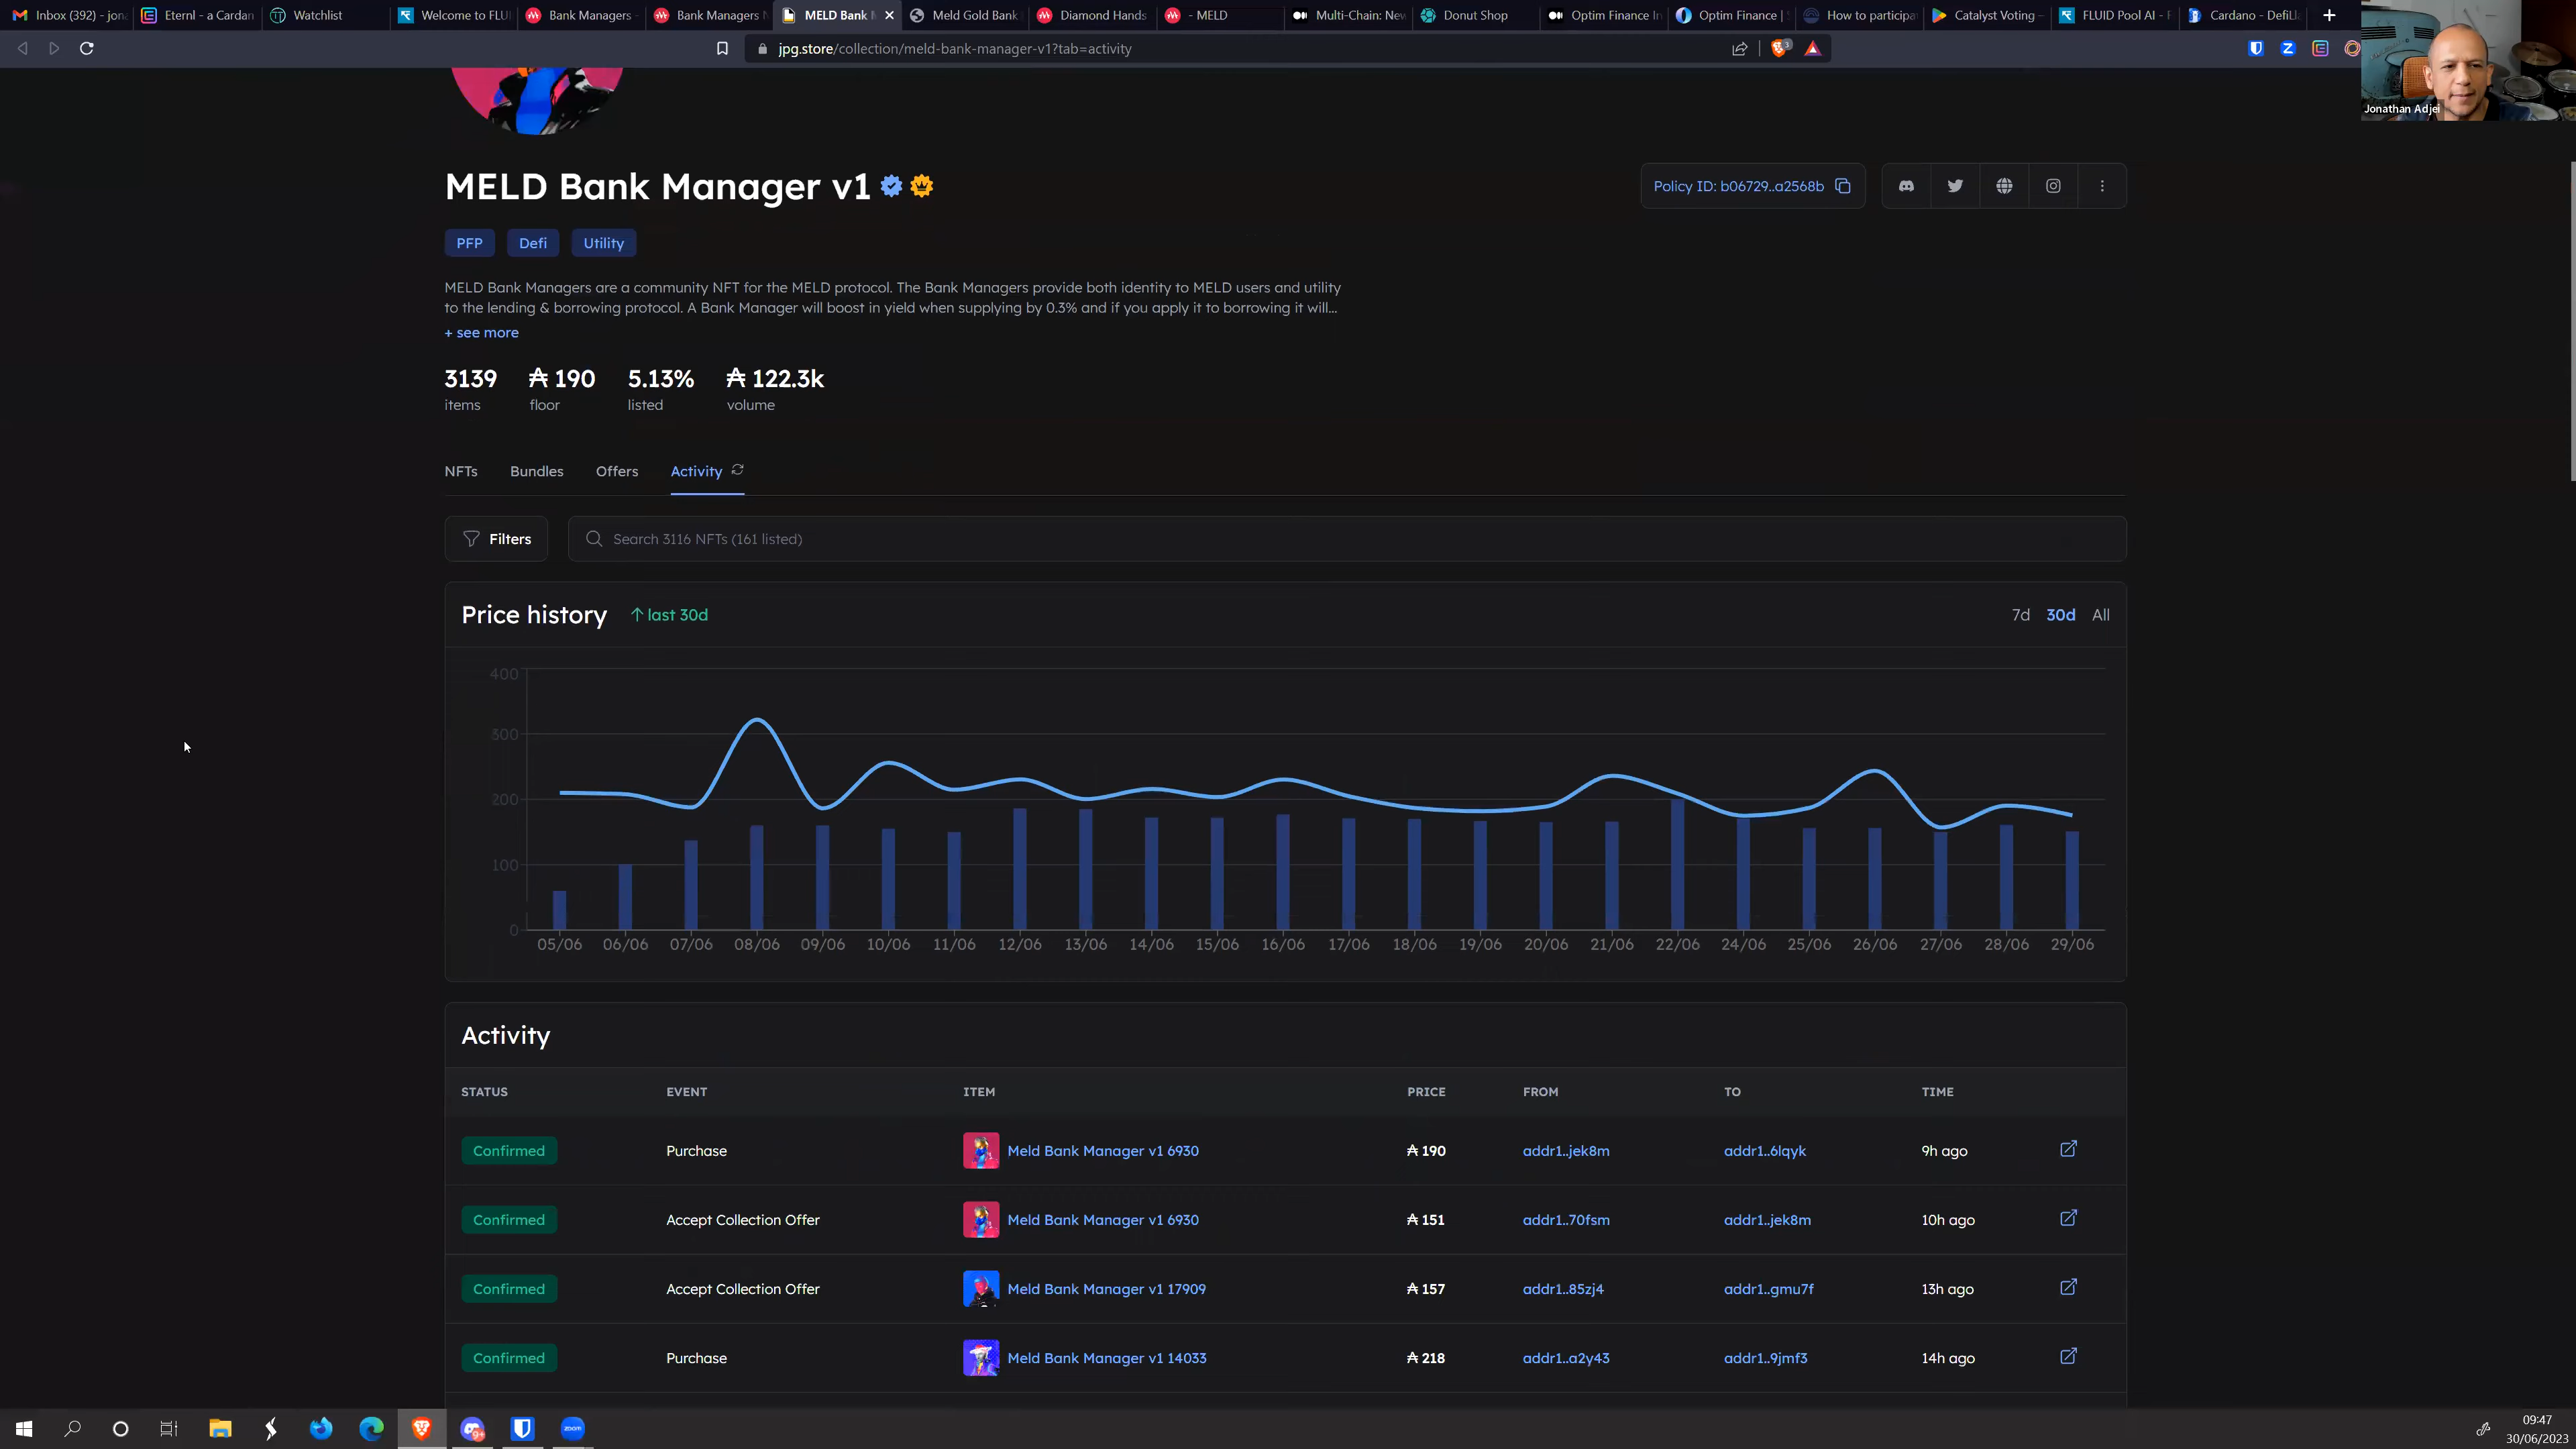 Inbox (392) - jon
Eternl - a Cardan
Watchlist
Welcome to FLUI
Bank Managers -
Bank Managers N
MELD Bank M
Meld Gold Bank
Diamond Hands
- MELD
Multi-Chain: New
Donut Shop
Optim Finance In
Optim Finance | S
How to participa
Catalyst Voting –
FLUID Pool AI - F
Cardano - DefiLl
jpg.store/collection/meld-bank-manager-v1?tab=activity
3
Jonathan Adjei
MELD Bank Manager v1
Policy ID: b06729..a2568b
PFP
Defi
Utility
MELD Bank Managers are a community NFT for the MELD protocol. The Bank Managers provide both identity to MELD users and utility
to the lending & borrowing protocol. A Bank Manager will boost in yield when supplying by 0.3% and if you apply it to borrowing it will...
+ see more
3139 ₳ 190 5.13% ₳ 122.3k
items floor listed volume
NFTs Bundles Offers Activity
Filters
Search 3116 NFTs (161 listed)
Price history ↑ last 30d
7d 30d All
400
300
200
100
0
05/06 06/06 07/06 08/06 09/06 10/06 11/06 12/06 13/06 14/06 15/06 16/06 17/06 18/06 19/06 20/06 21/06 22/06 24/06 25/06 26/06 27/06 28/06 29/06
Activity
STATUS EVENT ITEM PRICE FROM TO TIME
Confirmed Purchase Meld Bank Manager v1 6930 ₳ 190 addr1..jek8m addr1..6lqyk 9h ago
Confirmed Accept Collection Offer Meld Bank Manager v1 6930 ₳ 151 addr1..70fsm addr1..jek8m 10h ago
Confirmed Accept Collection Offer Meld Bank Manager v1 17909 ₳ 157 addr1..85zj4 addr1..gmu7f 13h ago
Confirmed Purchase Meld Bank Manager v1 14033 ₳ 218 addr1..a2y43 addr1..9jmf3 14h ago
zoom
09:47
30/06/2023